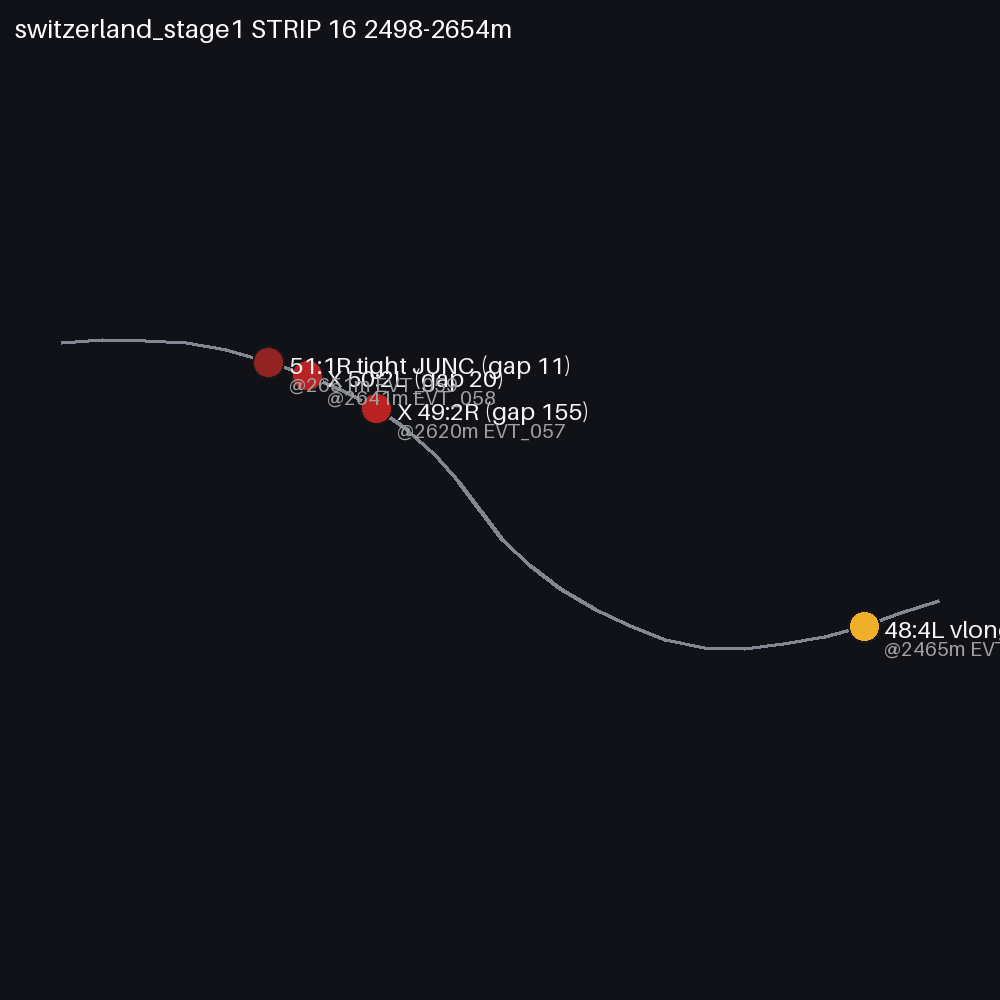 switzerland_stage1 STRIP 16 2498-2654m
51:1R tight JUNC (gap 11)
X 50:2L (gap 20)
@2641m EVT_058
X 49:2R (gap 155)
@2620m EVT_057
48:4L vlong
@2465m EVT